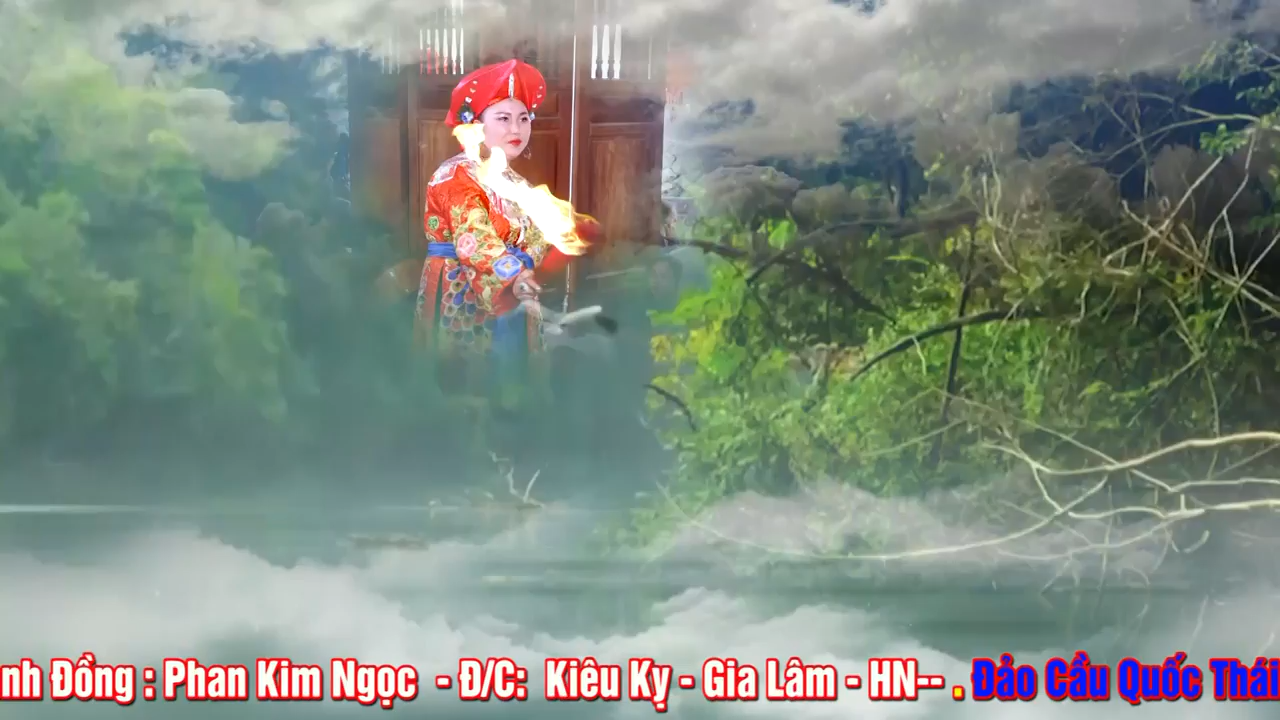 nh Đồng : Phan Kim Ngọc - Đ/C: Kiêu Kỵ - Gia Lâm - HN-- . Đảo Cầu Quốc Thái